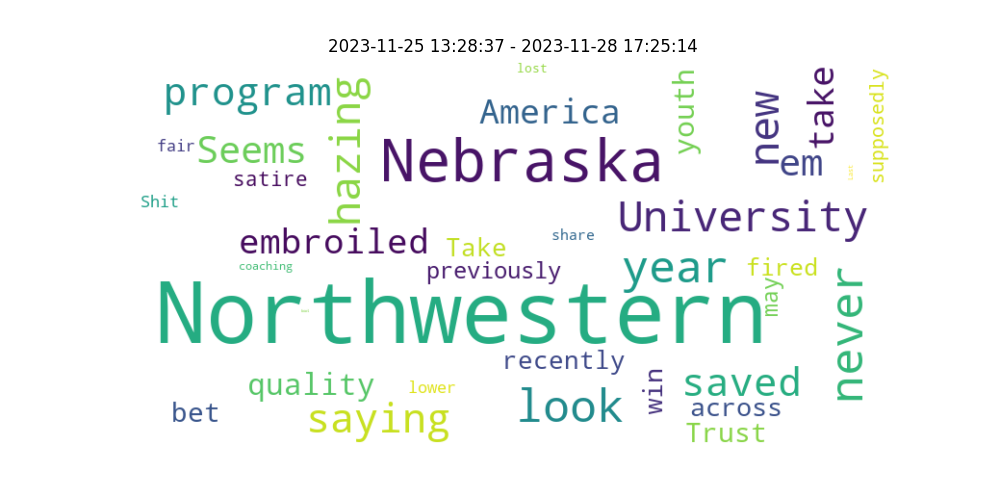 2023-11-25 13:28:37 - 2023-11-28 17:25:14
lost
program
hazing
America
youth
new
take
supposedly
fair
Seems
satire
Nebraska
em
Shit
University
embroiled
Take
share
previously
coaching
year
fired
may
never
Northwestern
recently
quality
lower
look
win
saved
bet
saying
across
Trust